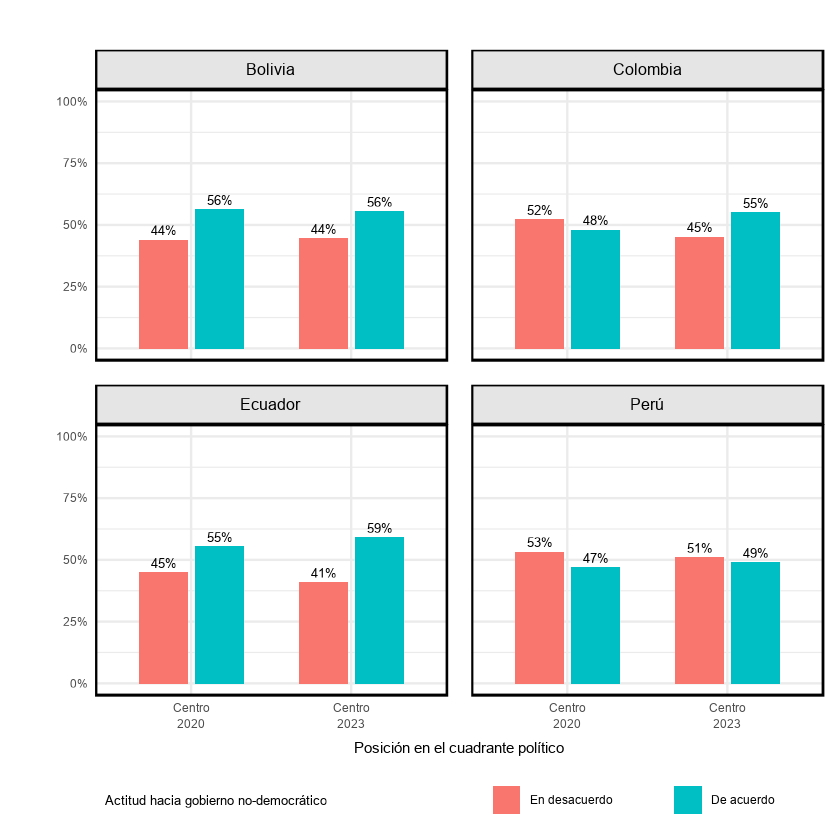 Bolivia
Colombia
100%
75%
50%
25%
0%
44%
56%
44%
56%
52%
48%
45%
55%
Ecuador
Perú
100%
75%
50%
25%
0%
45%
55%
41%
59%
53%
47%
51%
49%
Centro
2020
Centro
2023
Centro
2020
Centro
2023
Posición en el cuadrante político
Actitud hacia gobierno no-democrático
En desacuerdo
De acuerdo